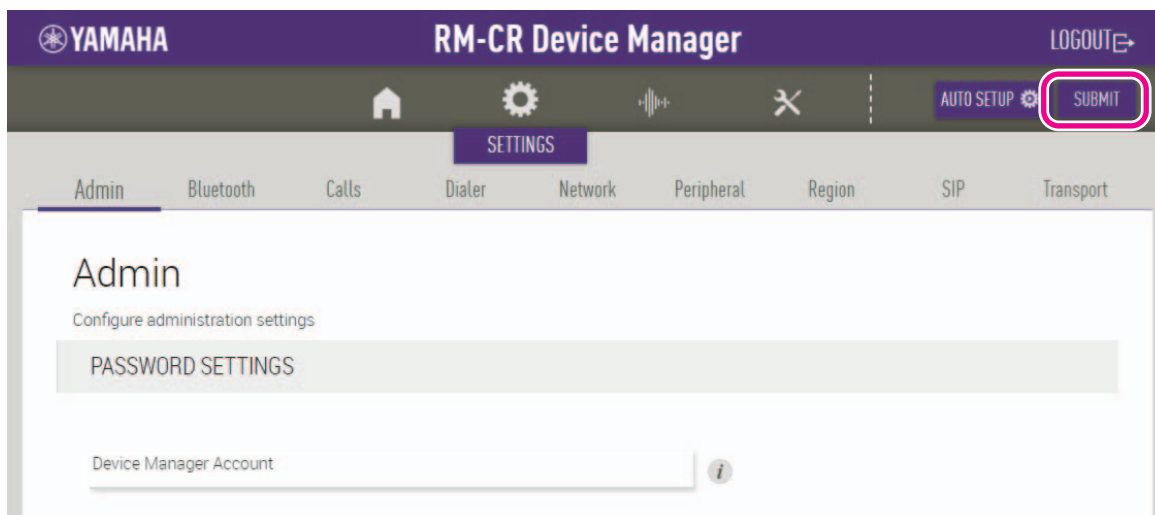 YAMAHA RM-CR Device Manager LOGOUT
AUTO SETUP SUBMIT
SETTINGS
Admin Bluetooth Calls Dialer Network Peripheral Region SIP Transport
Admin
Configure administration settings
PASSWORD SETTINGS
Device Manager Account i